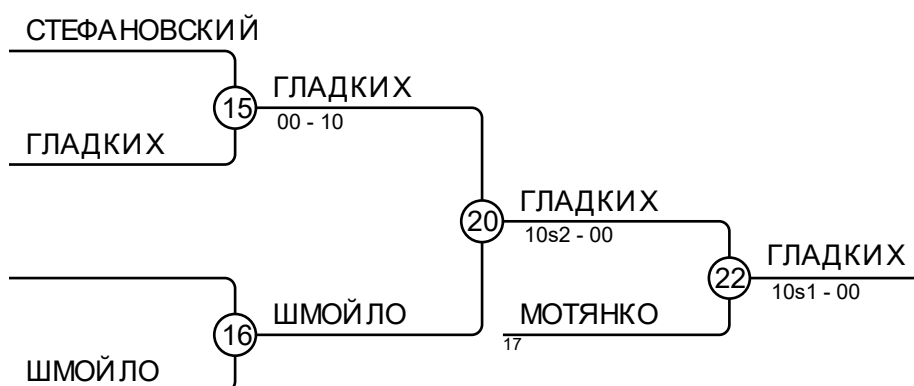 СТЕФАНОВСКИЙ
15
ГЛАДКИХ
00 - 10
ГЛАДКИХ
20
ГЛАДКИХ
10s2 - 00
22
ГЛАДКИХ
10s1 - 00
16
ШМОЙЛО
МОТЯНКО
17
ШМОЙЛО